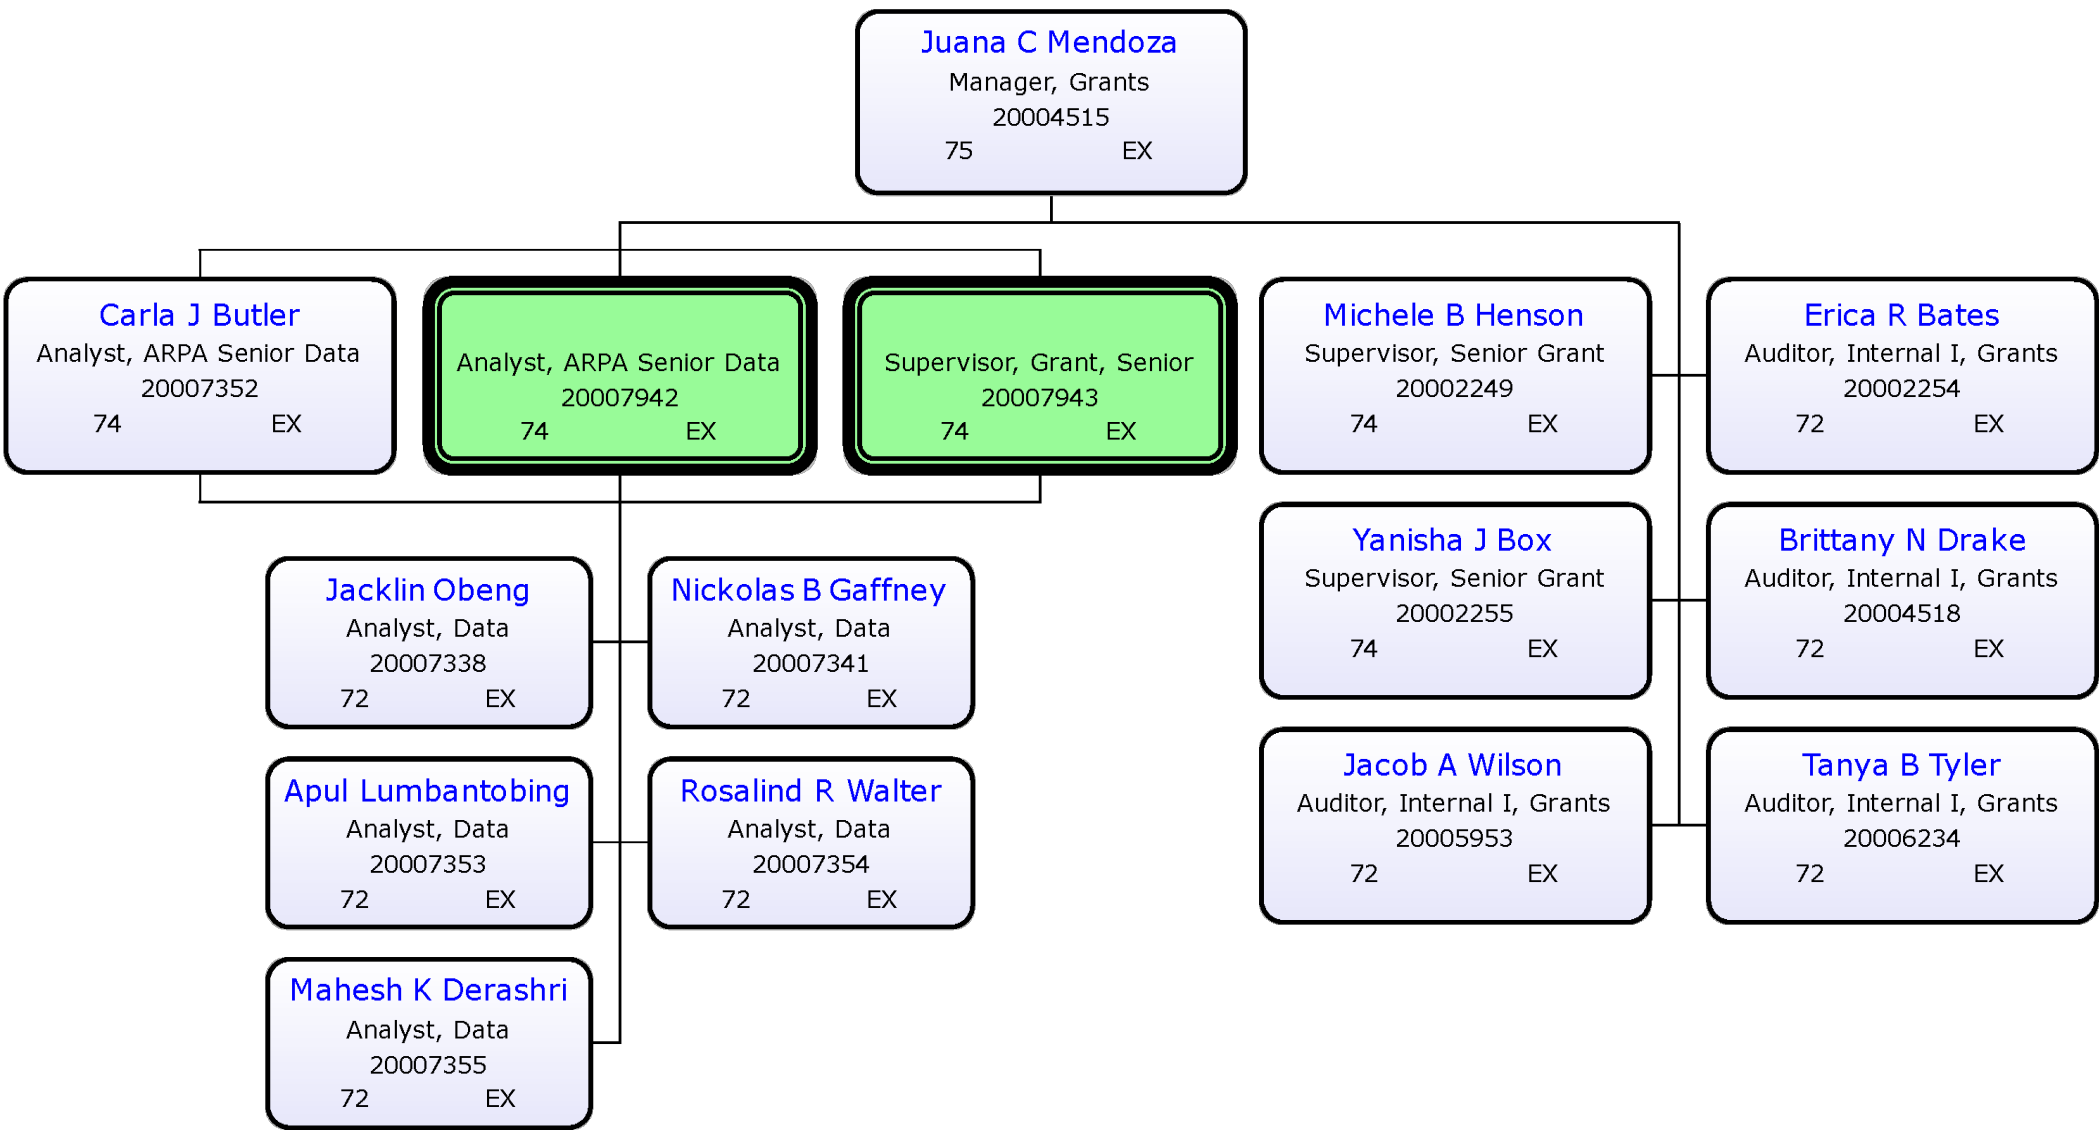 Juana C Mendoza
Manager, Grants
20004515
75 EX
Carla J Butler
Analyst, ARPA Senior Data
20007352
74 EX
Analyst, ARPA Senior Data
20007942
74 EX
Supervisor, Grant, Senior
20007943
74 EX
Michele B Henson
Supervisor, Senior Grant
20002249
74 EX
Erica R Bates
Auditor, Internal I, Grants
20002254
72 EX
Yanisha J Box
Supervisor, Senior Grant
20002255
74 EX
Brittany N Drake
Auditor, Internal I, Grants
20004518
72 EX
Jacob A Wilson
Auditor, Internal I, Grants
20005953
72 EX
Tanya B Tyler
Auditor, Internal I, Grants
20006234
72 EX
Jacklin Obeng
Analyst, Data
20007338
72 EX
Nickolas B Gaffney
Analyst, Data
20007341
72 EX
Apul Lumbantobing
Analyst, Data
20007353
72 EX
Rosalind R Walter
Analyst, Data
20007354
72 EX
Mahesh K Derashri
Analyst, Data
20007355
72 EX